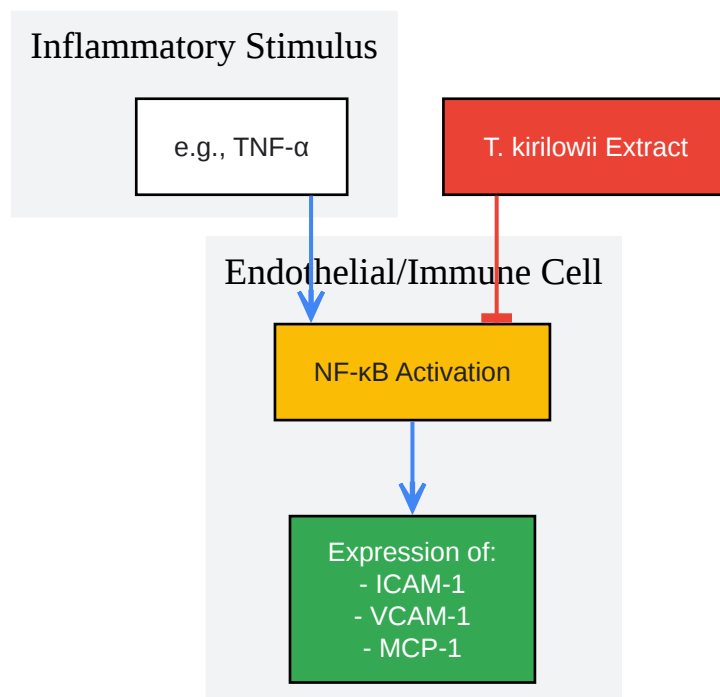 Inflammatory Stimulus
e.g., TNF-α
T. kirilowii Extract
Endothelial/Immune Cell
NF-κB Activation
Expression of:
- ICAM-1
- VCAM-1
- MCP-1